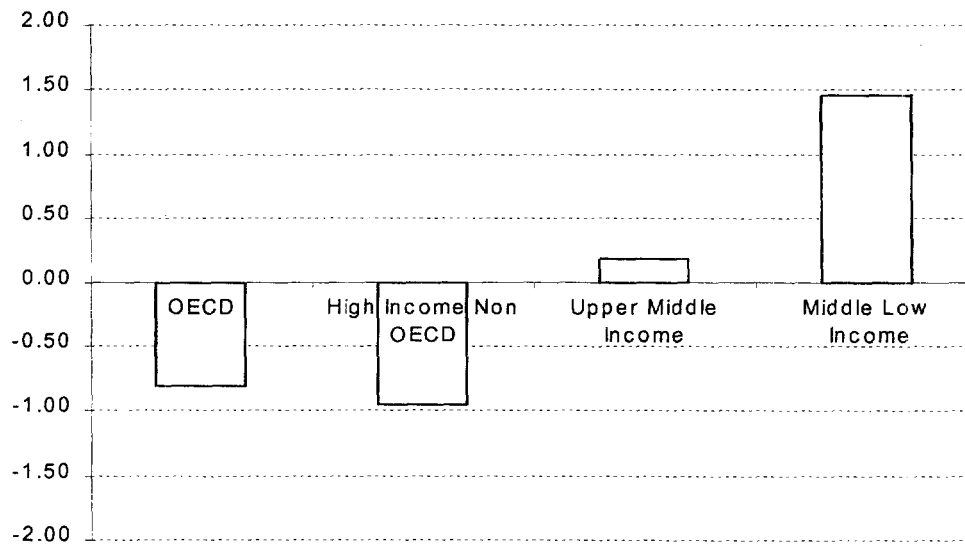 2.00
1.50
1.00
0.50
0.00
OECD
High Income Non
OECD
Upper Middle
Income
Middle Low
Income
-0.50
-1.00
-1.50
-2.00